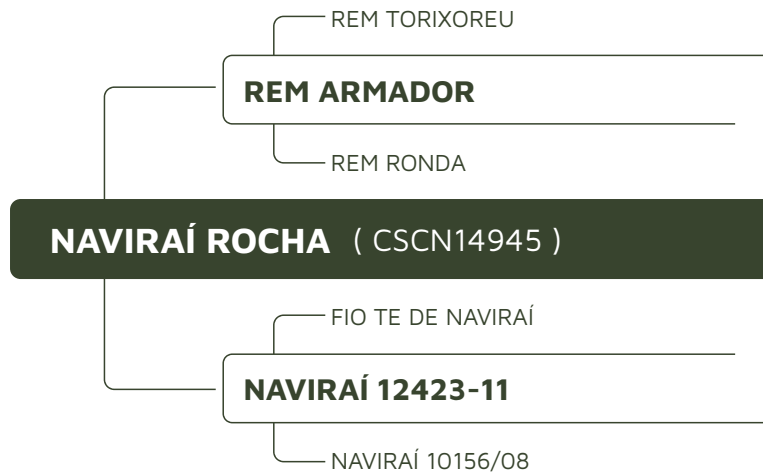 REM TORIXOREU
REM ARMADOR
REM RONDA
NAVIRAÍ ROCHA ( CSCN14945 )
FIO TE DE NAVIRAÍ
NAVIRAÍ 12423-11
NAVIRAÍ 10156/08